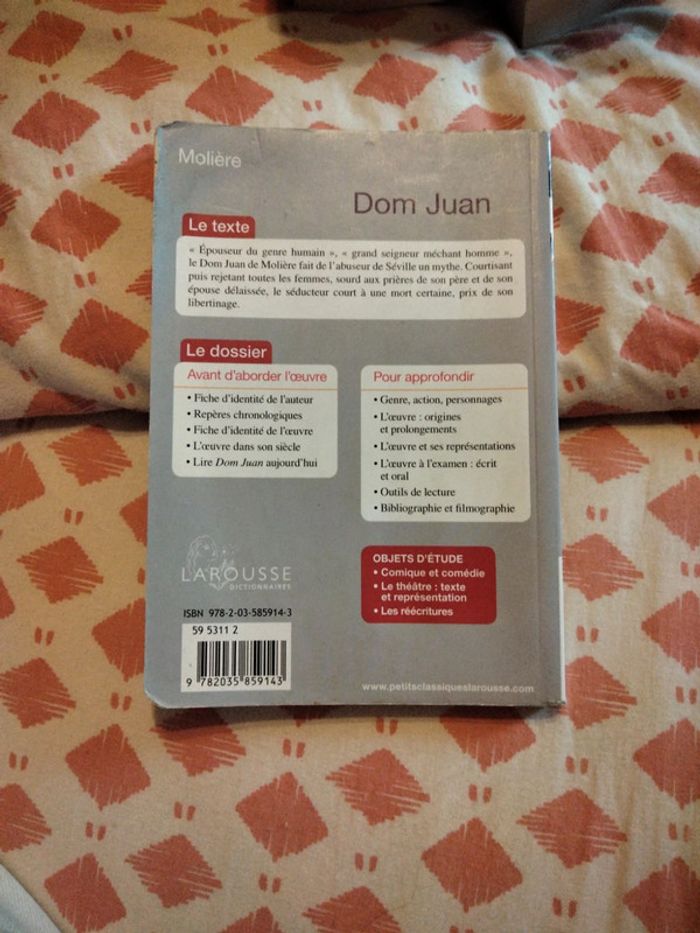 Molière
Dom Juan
Le texte
« Épouseur du genre humain », « grand seigneur méchant homme »,
le Dom Juan de Molière fait de l'abuseur de Séville un mythe. Courtisant
puis rejetant toutes les femmes, sourd aux prières de son père et de son
épouse délaissée, le séducteur court à une mort certaine, prix de son
libertinage.
Le dossier
Avant d'aborder l'œuvre
• Fiche d'identité de l'auteur
• Repères chronologiques
• Fiche d'identité de l'œuvre
• L'œuvre dans son siècle
• Lire Dom Juan aujourd'hui
Pour approfondir
• Genre, action, personnages
• L'œuvre : origines
et prolongements
• L'œuvre et ses représentations
• L'œuvre à l'examen : écrit
et oral
• Outils de lecture
• Bibliographie et filmographie
OBJETS D'ÉTUDE
• Comique et comédie
• Le théâtre : texte
et représentation
• Les réécritures
LAROUSSE
DICTIONNAIRES
ISBN 978-2-03-585914-3
59 5311 2
9 782035 859143
www.petitsclassiqueslarousse.com